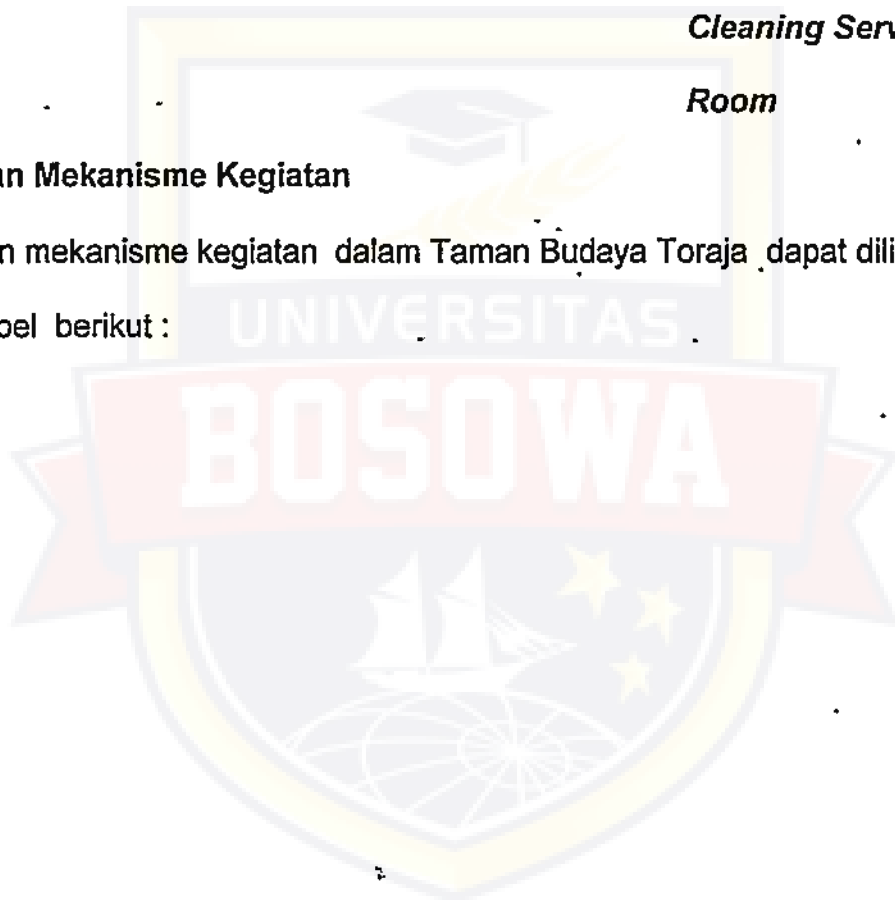 Cleaning Serv
Room
an Mekanisme Kegiatan
n mekanisme kegiatan dalam Taman Budaya Toraja dapat dili
bel berikut :
UNIVERSITAS
BOSOWA